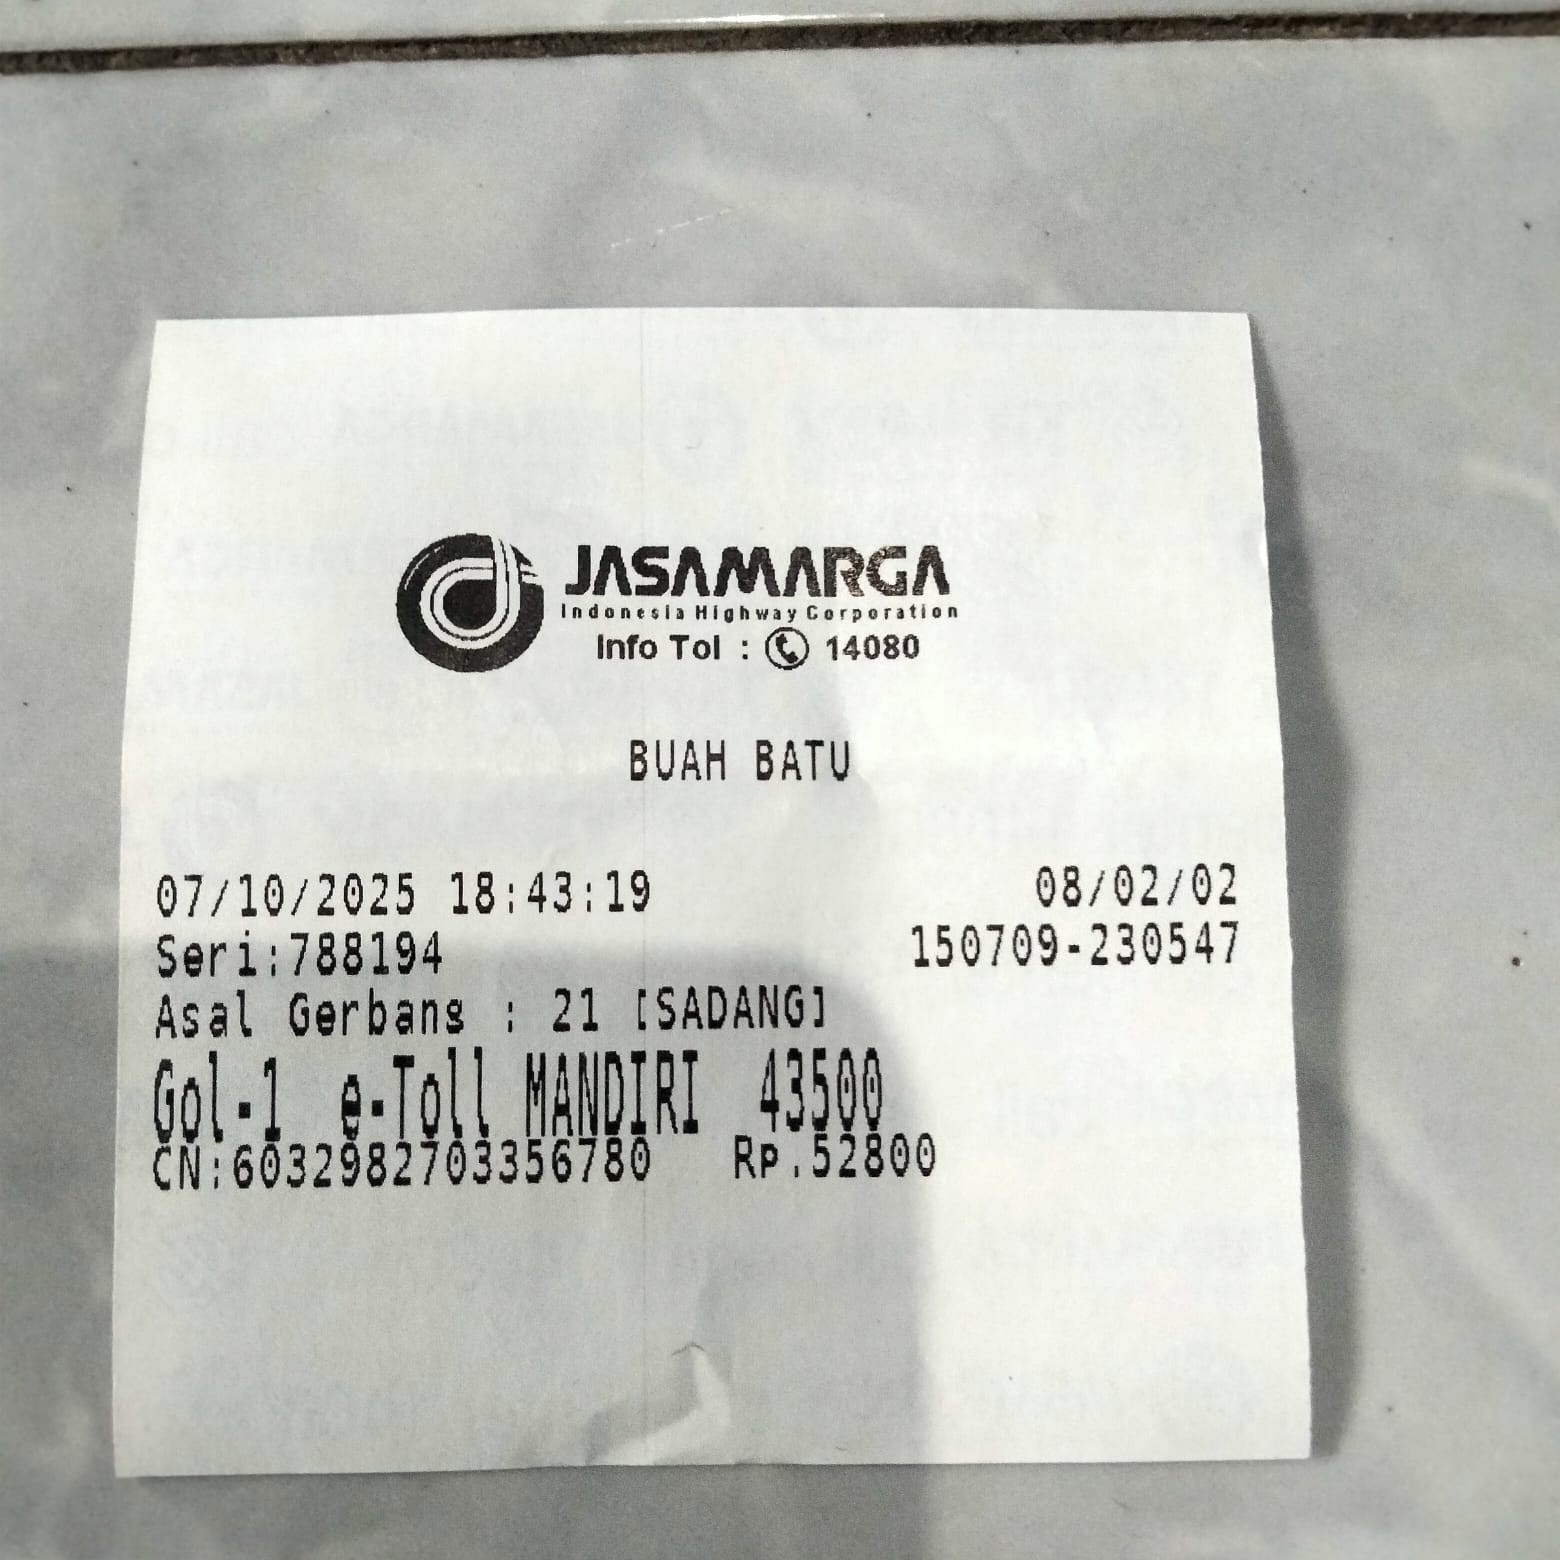 JASAMARGA
Indonesia Highway Corporation
Info Tol : 14080
BUAH BATU
07/10/2025 18:43:19 08/02/02
Seri:788194 150709-230547
Asal Gerbang : 21 [SADANG]
Gol-1 e-Toll MANDIRI 43500
CN:6032982703356780 Rp.52800